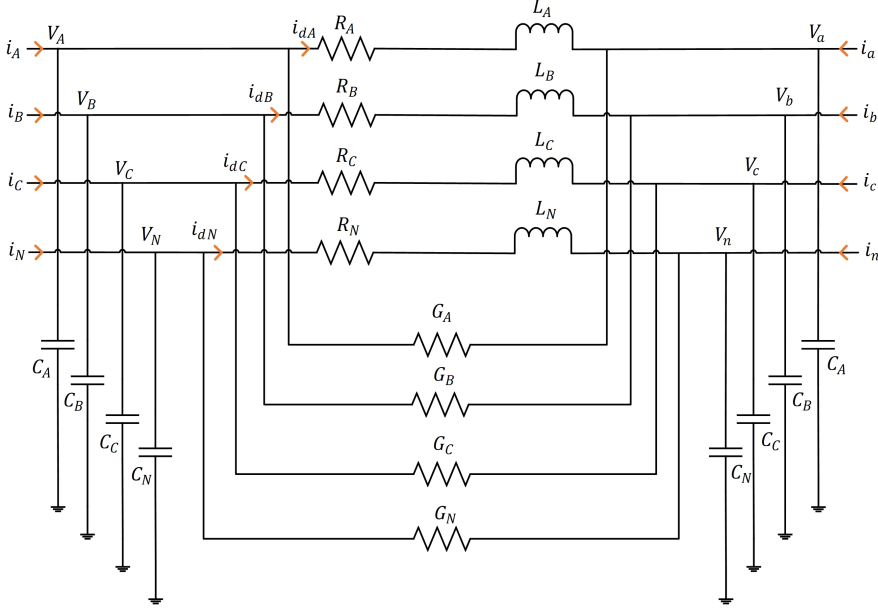 V_A i_dA R_A L_A V_a
i_A i_a
V_B i_dB R_B L_B V_b
i_B i_b
V_C i_dC R_C L_C V_c
i_C i_c
V_N i_dN R_N L_N V_n
i_N i_n
G_A
C_A C_A
G_B
C_B C_B
C_C G_C C_C
C_N C_N
G_N